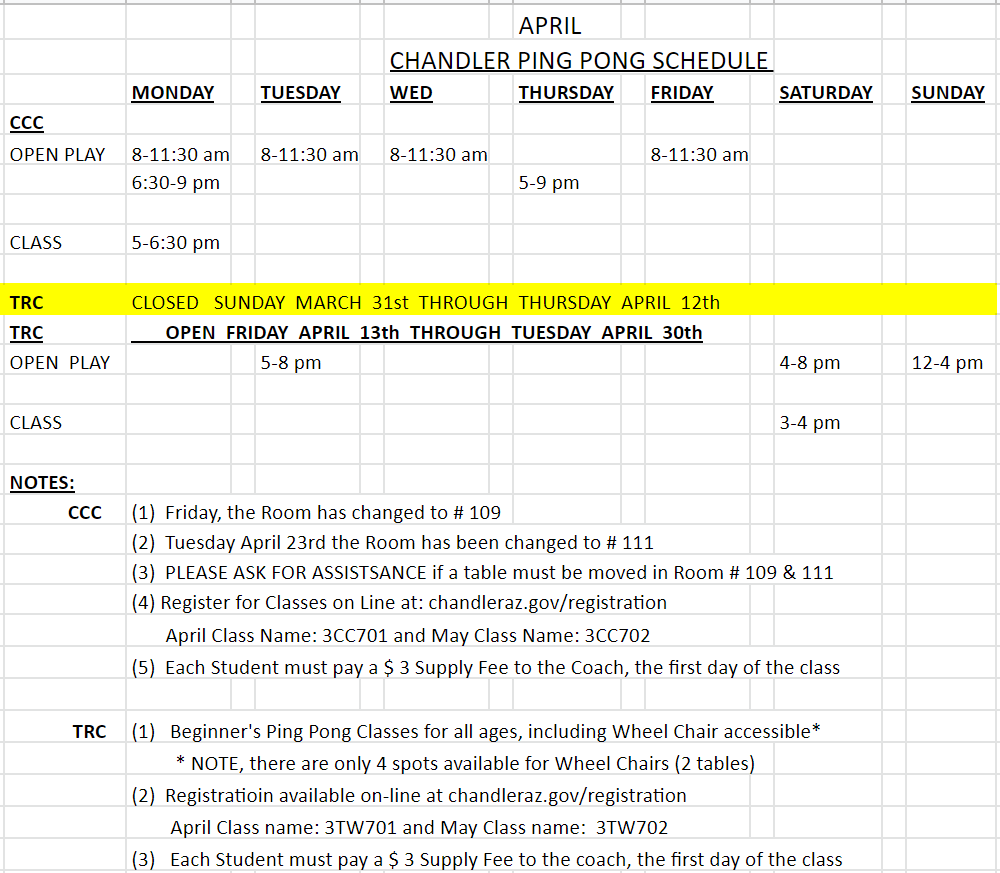 APRIL
CHANDLER PING PONG SCHEDULE
MONDAY TUESDAY WED THURSDAY FRIDAY SATURDAY SUNDAY
CCC
OPEN PLAY 8-11:30 am 8-11:30 am 8-11:30 am 8-11:30 am
6:30-9 pm 5-9 pm
CLASS 5-6:30 pm
TRC CLOSED SUNDAY MARCH 31st THROUGH THURSDAY APRIL 12th
TRC OPEN FRIDAY APRIL 13th THROUGH TUESDAY APRIL 30th
OPEN PLAY 5-8 pm 4-8 pm 12-4 pm
CLASS 3-4 pm
NOTES:
CCC (1) Friday, the Room has changed to # 109
(2) Tuesday April 23rd the Room has been changed to # 111
(3) PLEASE ASK FOR ASSISTSANCE if a table must be moved in Room # 109 & 111
(4) Register for Classes on Line at: chandleraz.gov/registration
April Class Name: 3CC701 and May Class Name: 3CC702
(5) Each Student must pay a $ 3 Supply Fee to the Coach, the first day of the class
TRC (1) Beginner's Ping Pong Classes for all ages, including Wheel Chair accessible*
* NOTE, there are only 4 spots available for Wheel Chairs (2 tables)
(2) Registratioin available on-line at chandleraz.gov/registration
April Class name: 3TW701 and May Class name: 3TW702
(3) Each Student must pay a $ 3 Supply Fee to the coach, the first day of the class